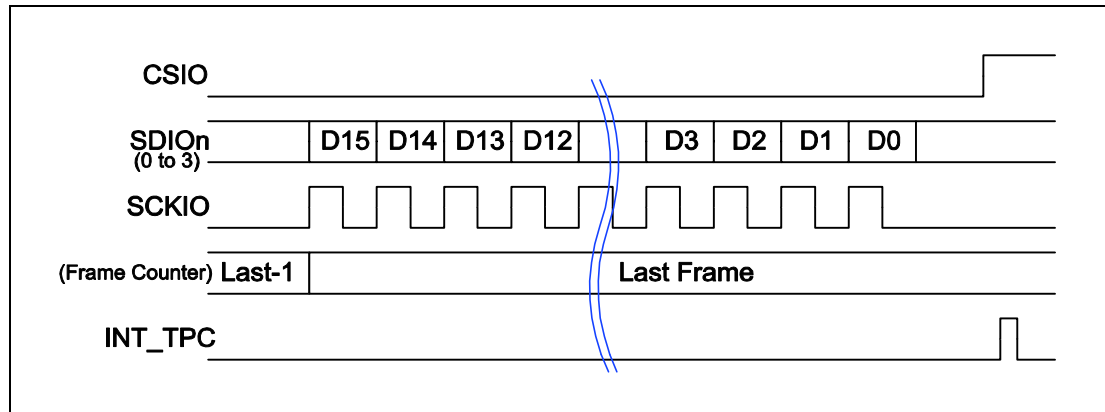 CSIO
SDIOn D15 D14 D13 D12 D3 D2 D1 D0
(0 to 3)
SCKIO
(Frame Counter) Last-1 Last Frame
INT_TPC